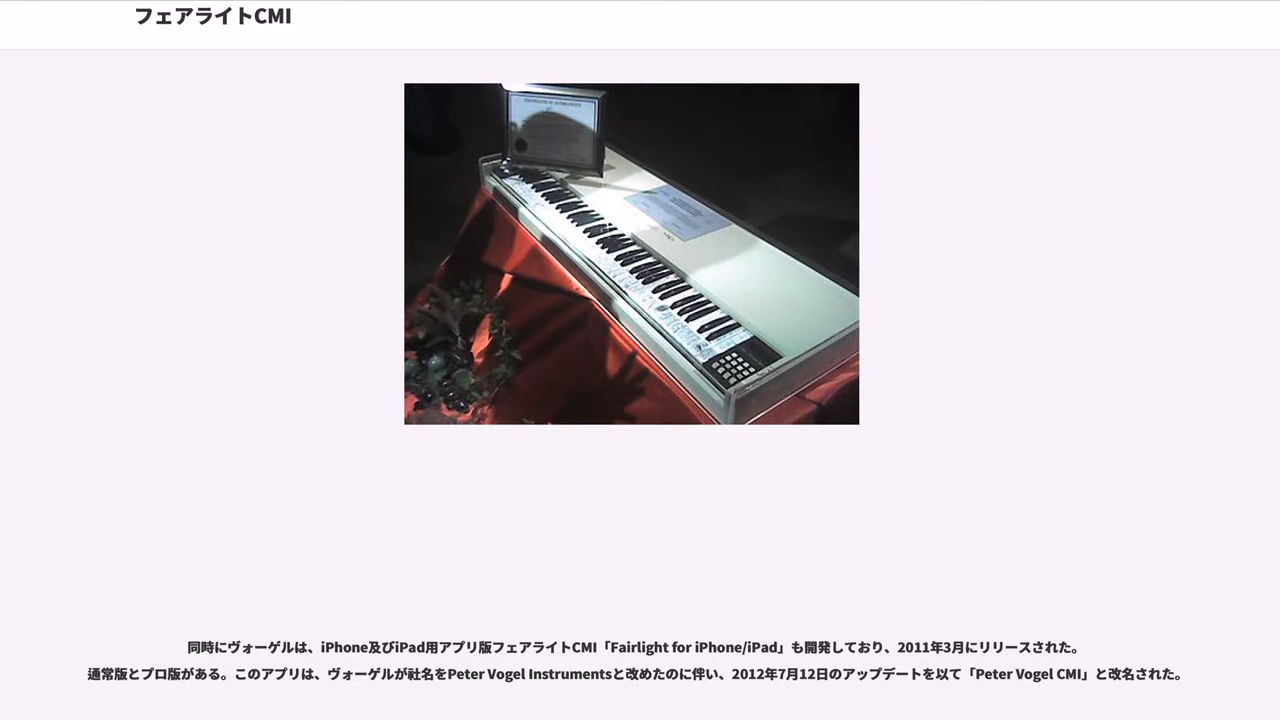 フェアライトCMI
CERTIFICATE OF AUTHENTICITY
同時にヴォーゲルは、iPhone及びiPad用アプリ版フェアライトCMI「Fairlight for iPhone/iPad」も開発しており、2011年3月にリリースされた。
通常版とプロ版がある。このアプリは、ヴォーゲルが社名をPeter Vogel Instrumentsと改めたのに伴い、2012年7月12日のアップデートを以て「Peter Vogel CMI」と改名された。